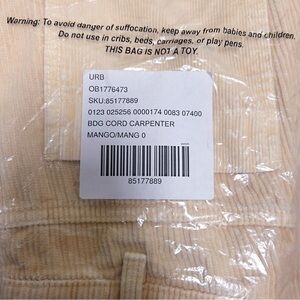 Warning: To avoid danger of suffocation, keep away from babies and children.
Do not use in cribs, beds, carriages, or play pens.
THIS BAG IS NOT A TOY.
URB
OB1776473
SKU:85177889
0123 025256 0000174 0083 07400
BDG CORD CARPENTER
MANGO/MANG 0
85177889